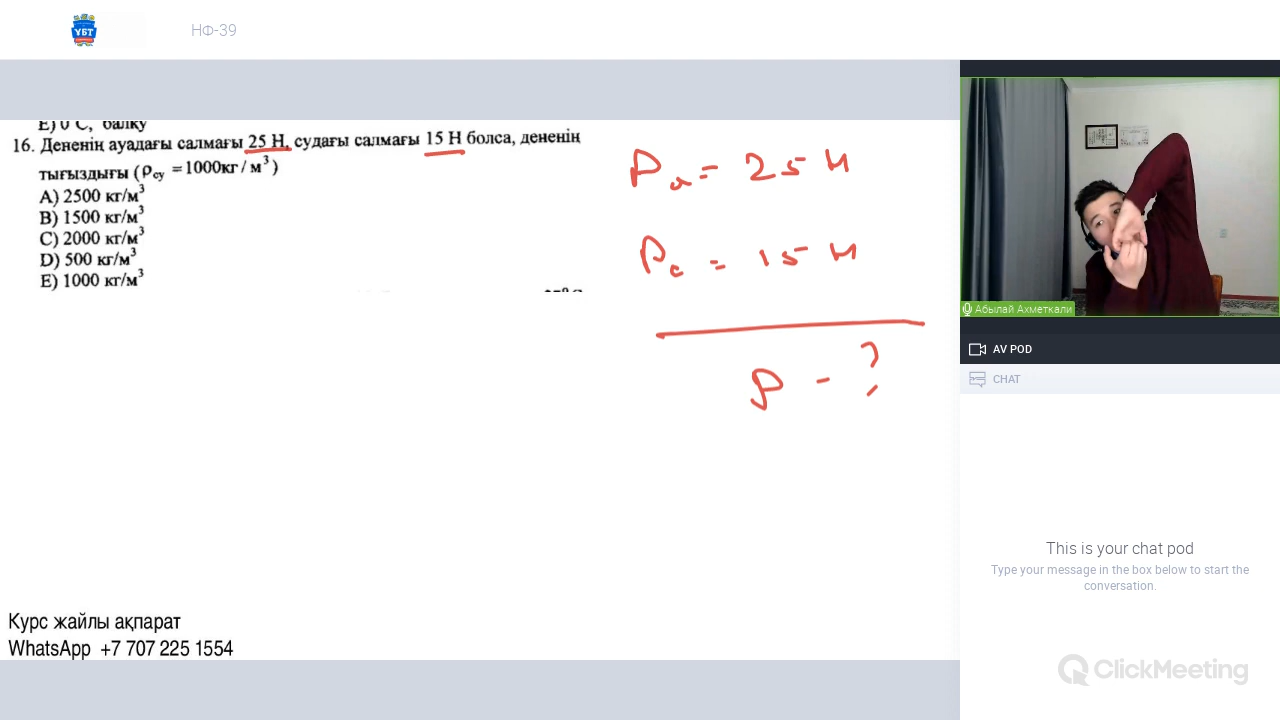 ҰБТ
НФ-39
E) 0°C, балқу
16. Дененің ауадағы салмағы 25 Н, судағы салмағы 15 Н болса, дененің
тығыздығы (ρсу = 1000кг / м³)
A) 2500 кг/м³
B) 1500 кг/м³
C) 2000 кг/м³
D) 500 кг/м³
E) 1000 кг/м³
Pа = 25 Н
Pс = 15 Н
ρ - ?
Курс жайлы ақпарат
WhatsApp +7 707 225 1554
Абылай Ахметкали
AV POD
CHAT
This is your chat pod
Type your message in the box below to start the
conversation.
ClickMeeting